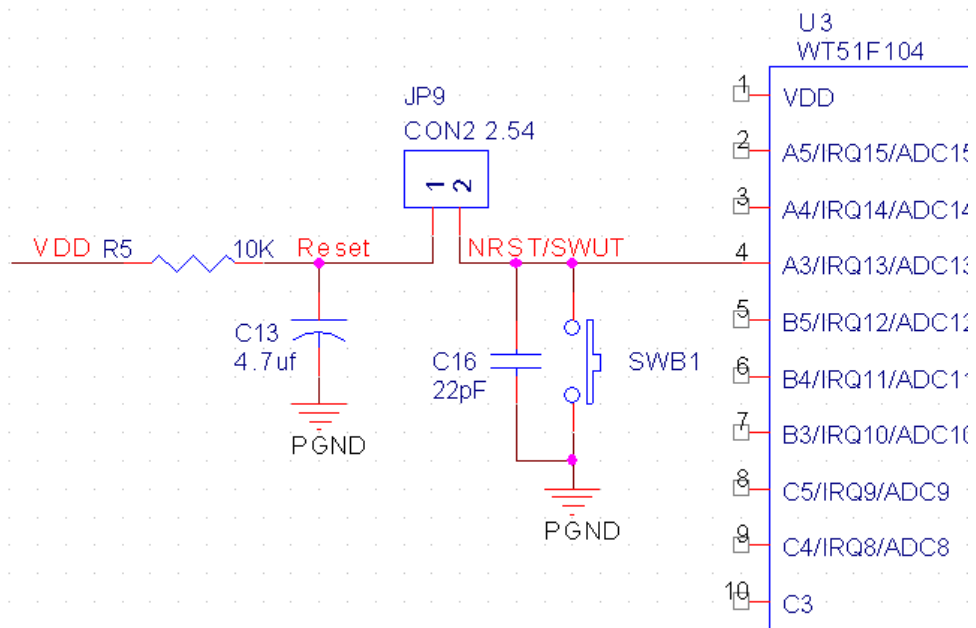 U3
WT51F104
JP9
CON2 2.54
1 2
VDD R5 10K Reset NRST/SWUT
C13
4.7uf
PGND
C16
22pF
SWB1
PGND
1 VDD
2 A5/IRQ15/ADC15
3 A4/IRQ14/ADC14
4 A3/IRQ13/ADC13
5 B5/IRQ12/ADC12
6 B4/IRQ11/ADC11
7 B3/IRQ10/ADC10
8 C5/IRQ9/ADC9
9 C4/IRQ8/ADC8
10 C3